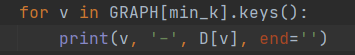 for v in GRAPH[min_k].keys():
    print(v, '-', D[v], end='')